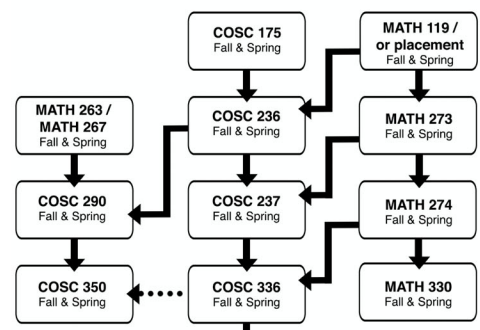 COSC 175
Fall & Spring
MATH 119 /
or placement
Fall & Spring
MATH 263 /
MATH 267
Fall & Spring
COSC 236
Fall & Spring
MATH 273
Fall & Spring
COSC 290
Fall & Spring
COSC 237
Fall & Spring
MATH 274
Fall & Spring
COSC 350
Fall & Spring
COSC 336
Fall & Spring
MATH 330
Fall & Spring